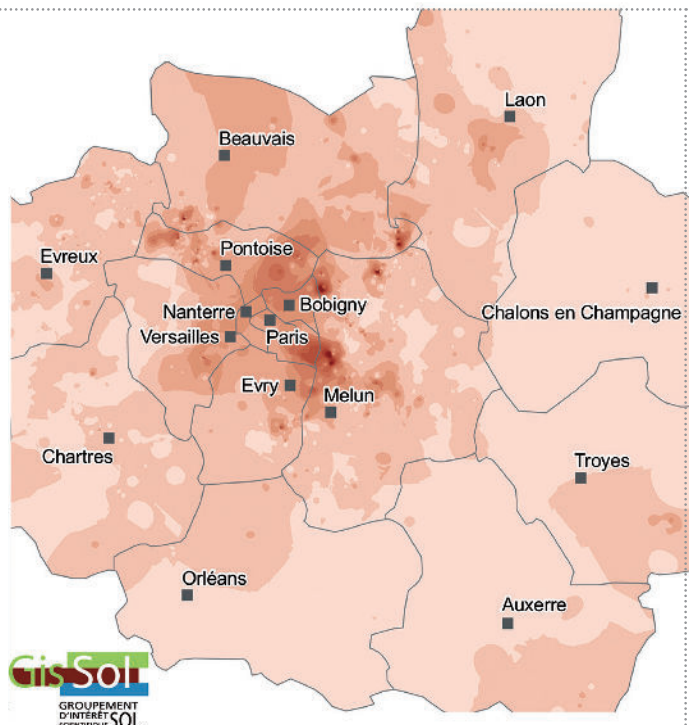 Laon
Beauvais
Evreux
Pontoise
Chalons en Champagne
Nanterre
Bobigny
Versailles
Paris
Evry
Melun
Chartres
Troyes
Orléans
Auxerre
GisSol
GROUPEMENT
D'INTÉRÊT
SCIENTIFIQUE SOL